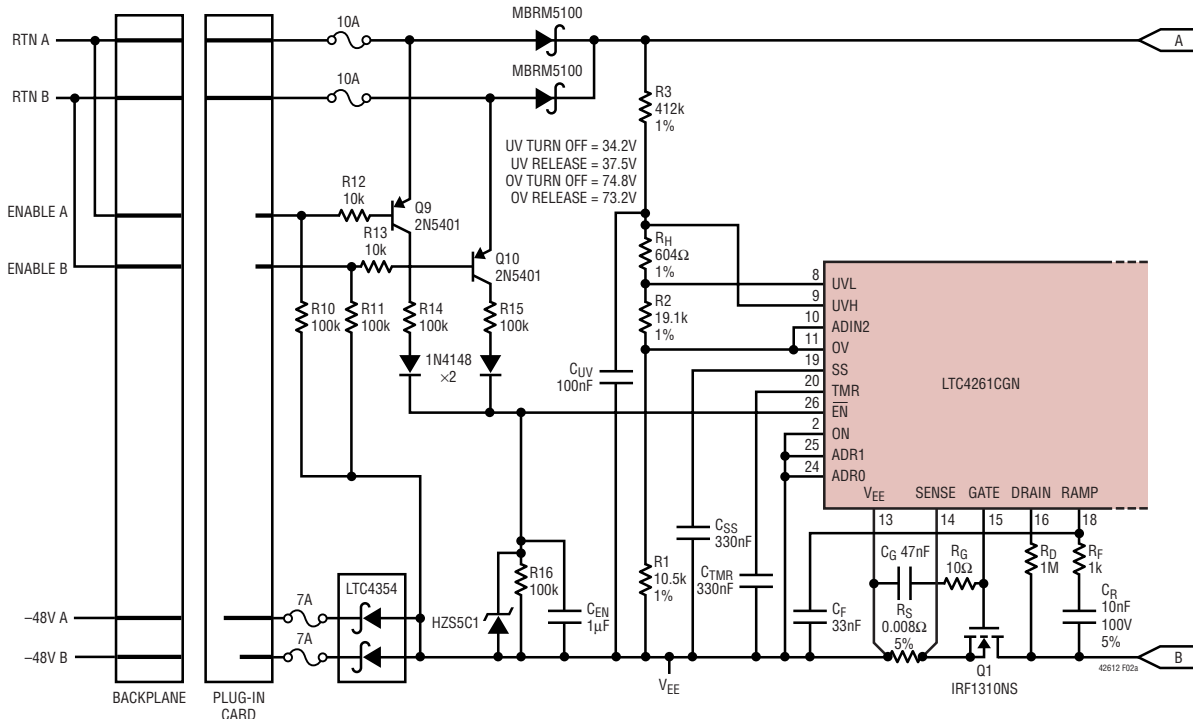 RTN A
RTN B
ENABLE A
ENABLE B
–48V A
–48V B
BACKPLANE
PLUG-IN
CARD
10A
10A
MBRM5100
MBRM5100
R3
412k
1%
UV TURN OFF = 34.2V
UV RELEASE = 37.5V
OV TURN OFF = 74.8V
OV RELEASE = 73.2V
R12
10k
Q9
2N5401
R13
10k
Q10
2N5401
R10
100k
R11
100k
R14
100k
R15
100k
1N4148
×2
RH
604Ω
1%
R2
19.1k
1%
CUV
100nF
R1
10.5k
1%
CSS
330nF
CTMR
330nF
8
UVL
9
UVH
10
ADIN2
11
OV
19
SS
20
TMR
26
EN
2
ON
25
ADR1
24
ADR0
LTC4261CGN
VEE
SENSE
GATE
DRAIN
RAMP
13
14
15
16
18
7A
7A
LTC4354
HZS5C1
R16
100k
CEN
1µF
CF
33nF
CG 47nF
RG
10Ω
RS
0.008Ω
5%
RD
1M
RF
1k
CR
10nF
100V
5%
Q1
IRF1310NS
VEE
42612 F02a
A
B